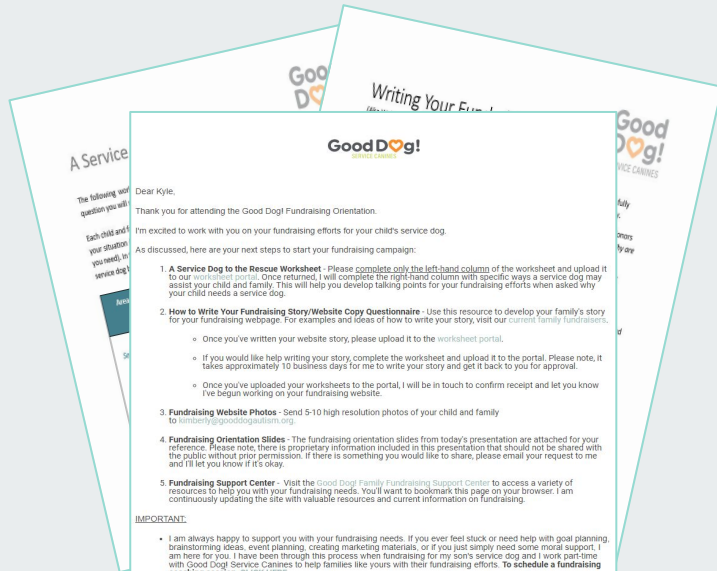 Goo
D
Writing Your Fund
Good
D g!
VICE CANINES
A Service
The following wor
question you will
Each child and f
your situation
you need). In
service dog b
Area
fully
onors
hy are
Good D g!
SERVICE CANINES
Dear Kyle,
Thank you for attending the Good Dog! Fundraising Orientation.
I'm excited to work with you on your fundraising efforts for your child's service dog.
As discussed, here are your next steps to start your fundraising campaign:
1. A Service Dog to the Rescue Worksheet - Please complete only the left-hand column of the worksheet and upload it
to our worksheet portal. Once returned, I will complete the right-hand column with specific ways a service dog may
assist your child and family. This will help you develop talking points for your fundraising efforts when asked why
your child needs a service dog.
2. How to Write Your Fundraising Story/Website Copy Questionnaire - Use this resource to develop your family's story
for your fundraising webpage. For examples and ideas of how to write your story, visit our current family fundraisers.
Once you've written your website story, please upload it to the worksheet portal.
If you would like help writing your story, complete the worksheet and upload it to the portal. Please note, it
takes approximately 10 business days for me to write your story and get it back to you for approval.
Once you've uploaded your worksheets to the portal, I will be in touch to confirm receipt and let you know
I've begun working on your fundraising website.
3. Fundraising Website Photos - Send 5-10 high resolution photos of your child and family
to kimberly@gooddogautism.org.
4. Fundraising Orientation Slides - The fundraising orientation slides from today's presentation are attached for your
reference. Please note, there is proprietary information included in this presentation that should not be shared with
the public without prior permission. If there is something you would like to share, please email your request to me
and I'll let you know if it's okay.
5. Fundraising Support Center - Visit the Good Dog! Family Fundraising Support Center to access a variety of
resources to help you with your fundraising needs. You'll want to bookmark this page on your browser. I am
continuously updating the site with valuable resources and current information on fundraising.
IMPORTANT:
• I am always happy to support you with your fundraising needs. If you ever feel stuck or need help with goal planning,
brainstorming ideas, event planning, creating marketing materials, or if you just simply need some moral support, I
am here for you. I have been through this process when fundraising for my son's service dog and I work part-time
with Good Dog! Service Canines to help families like yours with their fundraising efforts. To schedule a fundraising